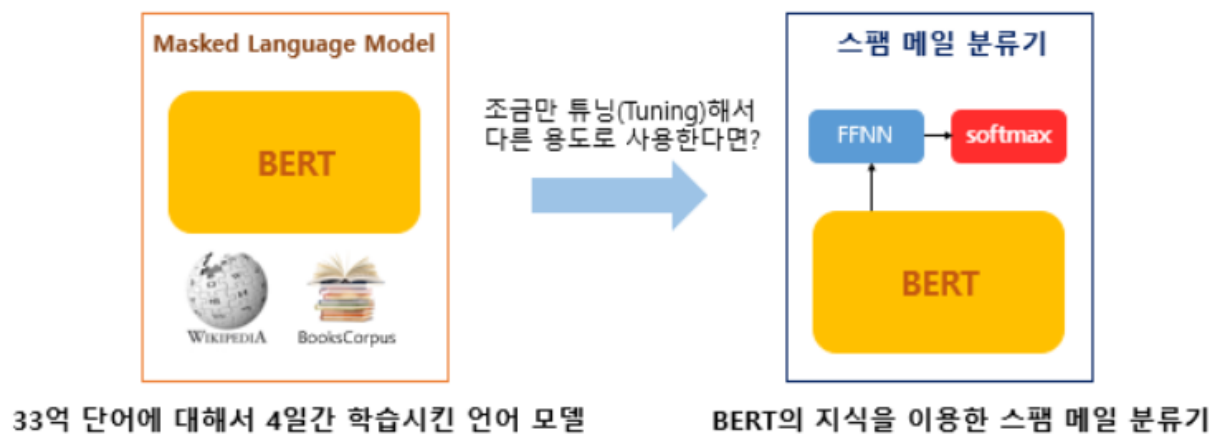 Masked Language Model
BERT
WIKIPEDIA
BooksCorpus
33억 단어에 대해서 4일간 학습시킨 언어 모델
조금만 튜닝(Tuning)해서
다른 용도로 사용한다면?
스팸 메일 분류기
FFNN
softmax
BERT
BERT의 지식을 이용한 스팸 메일 분류기